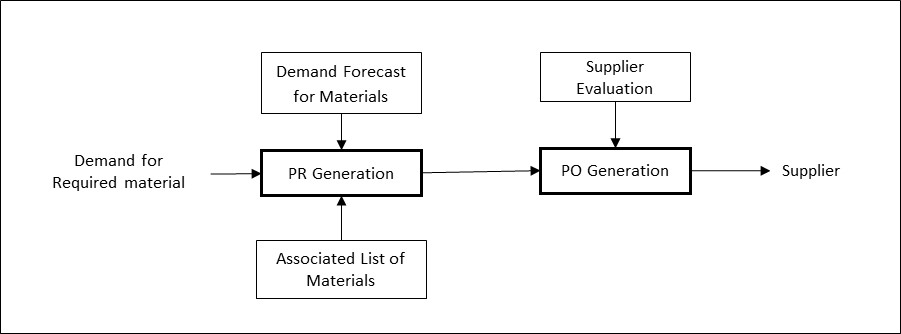 Demand Forecast
for Materials
Supplier
Evaluation
Demand for
Required material
PR Generation
PO Generation
Supplier
Associated List of
Materials